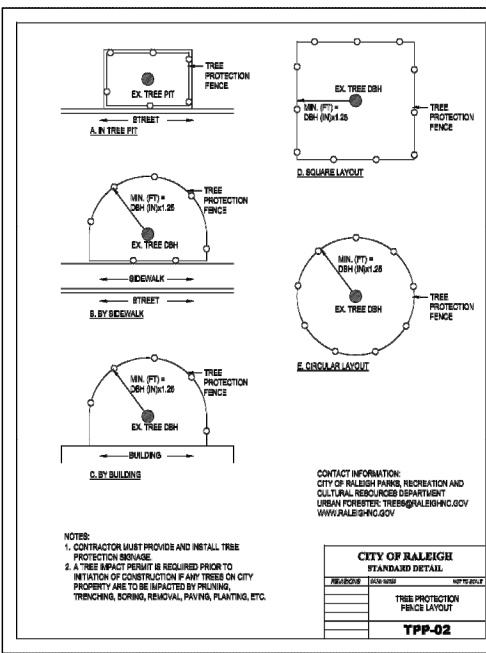 EX. TREE PIT
TREE
PROTECTION
FENCE
STREET
A. IN TREE PIT
EX. TREE DBH
MIN. (FT) =
DBH (IN)x1.25
TREE
PROTECTION
FENCE
D. SQUARE LAYOUT
MIN. (FT) =
DBH (IN)x1.25
TREE
PROTECTION
FENCE
EX. TREE DBH
SIDEWALK
STREET
B. BY SIDEWALK
MIN. (FT) =
DBH (IN)x1.25
EX. TREE DBH
TREE
PROTECTION
FENCE
E. CIRCULAR LAYOUT
MIN. (FT) =
DBH (IN)x1.25
TREE
PROTECTION
FENCE
EX. TREE DBH
BUILDING
C. BY BUILDING
CONTACT INFORMATION:
CITY OF RALEIGH PARKS, RECREATION AND
CULTURAL RESOURCES DEPARTMENT
URBAN FORESTER: TREES@RALEIGHNC.GOV
WWW.RALEIGHNC.GOV
NOTES:
1. CONTRACTOR MUST PROVIDE AND INSTALL TREE
PROTECTION SIGNAGE.
2. A TREE IMPACT PERMIT IS REQUIRED PRIOR TO
INITIATION OF CONSTRUCTION IF ANY TREES ON CITY
PROPERTY ARE TO BE IMPACTED BY PRUNING,
TRENCHING, BORING, REMOVAL, PAVING, PLANTING, ETC.
CITY OF RALEIGH
STANDARD DETAIL
REVISIONS NOT TO SCALE
TREE PROTECTION
FENCE LAYOUT
TPP-02